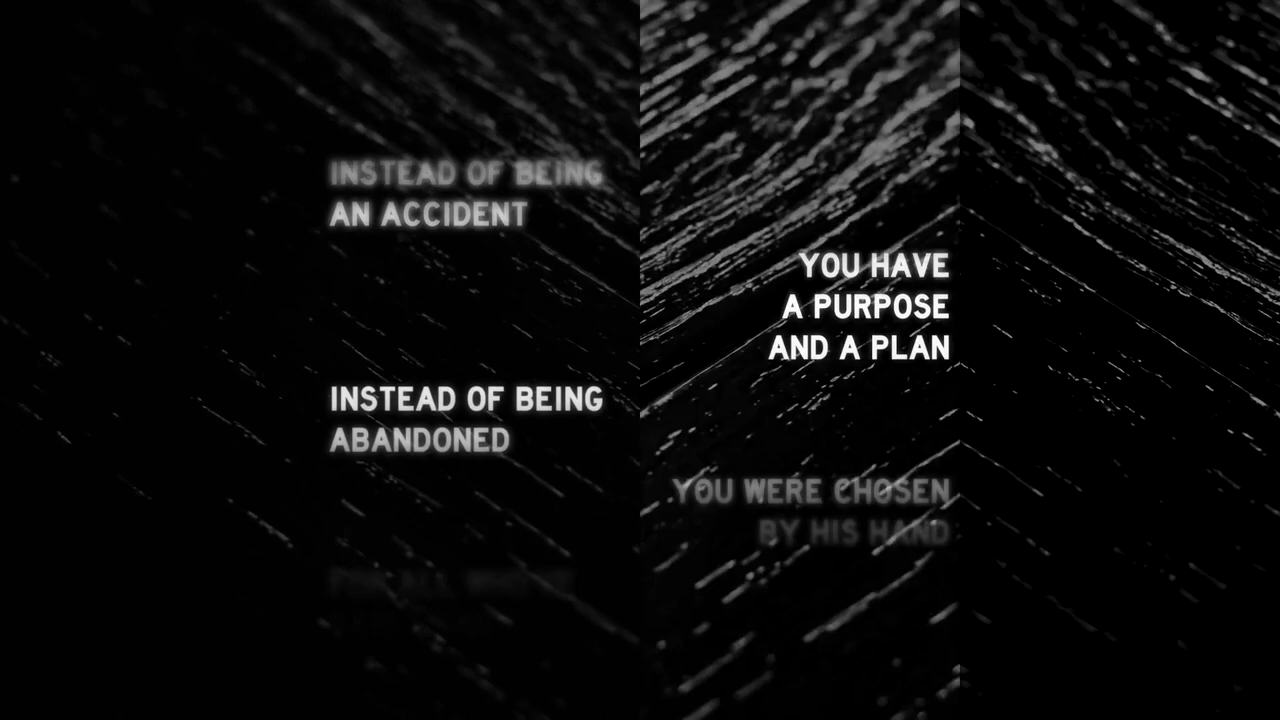 INSTEAD OF BEING
AN ACCIDENT
YOU HAVE
A PURPOSE
AND A PLAN
INSTEAD OF BEING
ABANDONED
YOU WERE CHOSEN
BY HIS HAND